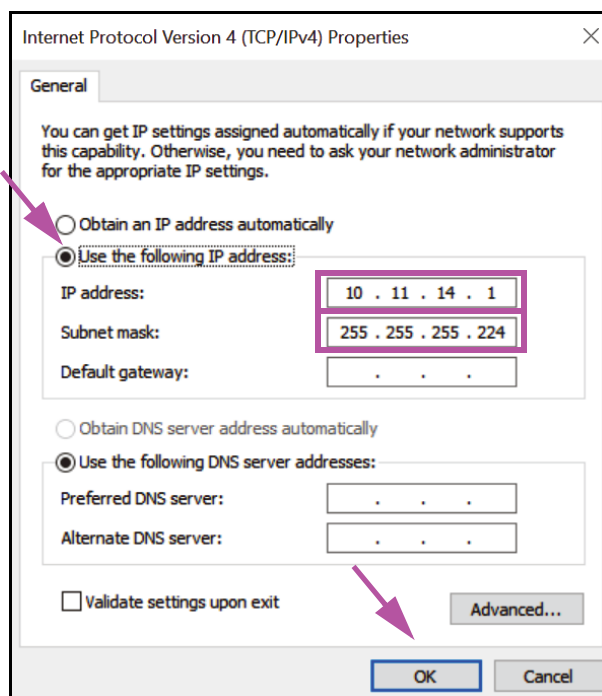 Internet Protocol Version 4 (TCP/IPv4) Properties
General
You can get IP settings assigned automatically if your network supports
this capability. Otherwise, you need to ask your network administrator
for the appropriate IP settings.
Obtain an IP address automatically
Use the following IP address:
IP address: 10 . 11 . 14 . 1
Subnet mask: 255 . 255 . 255 . 224
Default gateway: . . .
Obtain DNS server address automatically
Use the following DNS server addresses:
Preferred DNS server: . . .
Alternate DNS server: . . .
Validate settings upon exit
Advanced...
OK Cancel